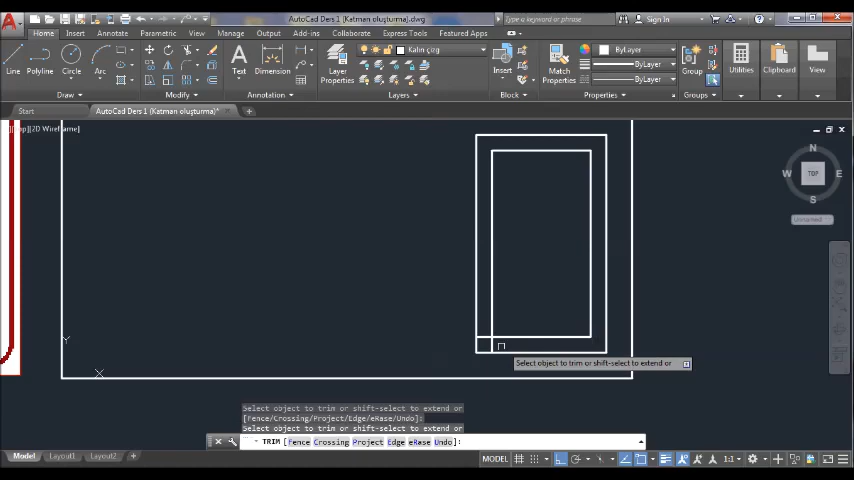 AutoCad Ders 1 (Katman oluşturma).dwg
Type a keyword or phrase
Sign In
Home Insert Annotate Parametric View Manage Output Add-ins Collaborate Express Tools Featured Apps
Line Polyline Circle Arc
Text Dimension
Layer Properties
Kalın çizgi
Insert
Match Properties
ByLayer
ByLayer
ByLayer
Group
Utilities
Clipboard
View
Draw Modify Annotation Layers Block Properties Groups
Start AutoCad Ders 1 (Katman oluşturma)*
[Top][2D Wireframe]
N
W TOP E
S
Unnamed
Y
X
Select object to trim or shift-select to extend or
Select object to trim or shift-select to extend or
[Fence/Crossing/Project/Edge/eRase/Undo]:
Select object to trim or shift-select to extend or
TRIM [Fence Crossing Project Edge eRase Undo]:
Model Layout1 Layout2
MODEL 1:1